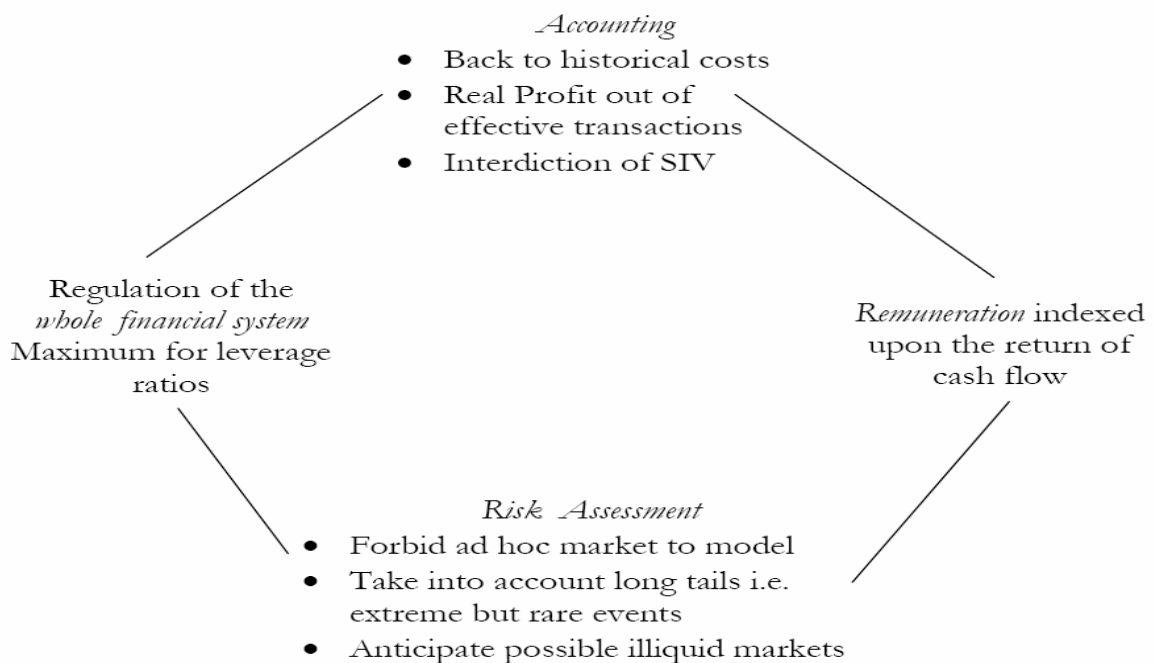 Accounting
• Back to historical costs
• Real Profit out of
effective transactions
• Interdiction of SIV
Regulation of the
whole financial system
Maximum for leverage
ratios
Remuneration indexed
upon the return of
cash flow
Risk Assessment
• Forbid ad hoc market to model
• Take into account long tails i.e.
extreme but rare events
• Anticipate possible illiquid markets